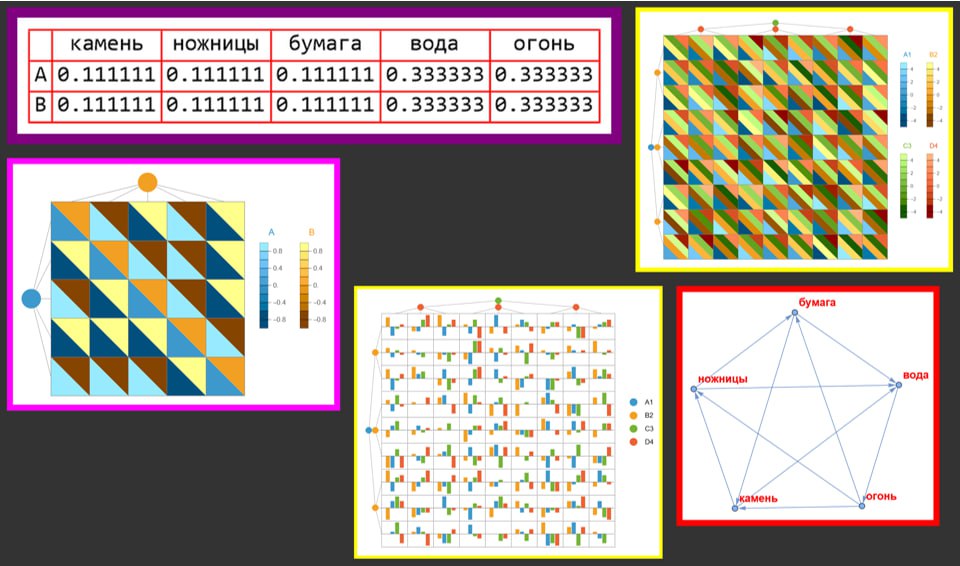 камень ножницы бумага вода огонь
A 0.111111 0.111111 0.111111 0.333333 0.333333
B 0.111111 0.111111 0.111111 0.333333 0.333333
A1 B2
4 4
2 2
0 0
-2 -2
-4 -4
C3 D4
4 4
2 2
0 0
-2 -2
-4 -4
A B
0.8 0.8
0.4 0.4
0 0
-0.4 -0.4
-0.8 -0.8
A1
B2
C3
D4
бумага
вода
ножницы
камень
огонь